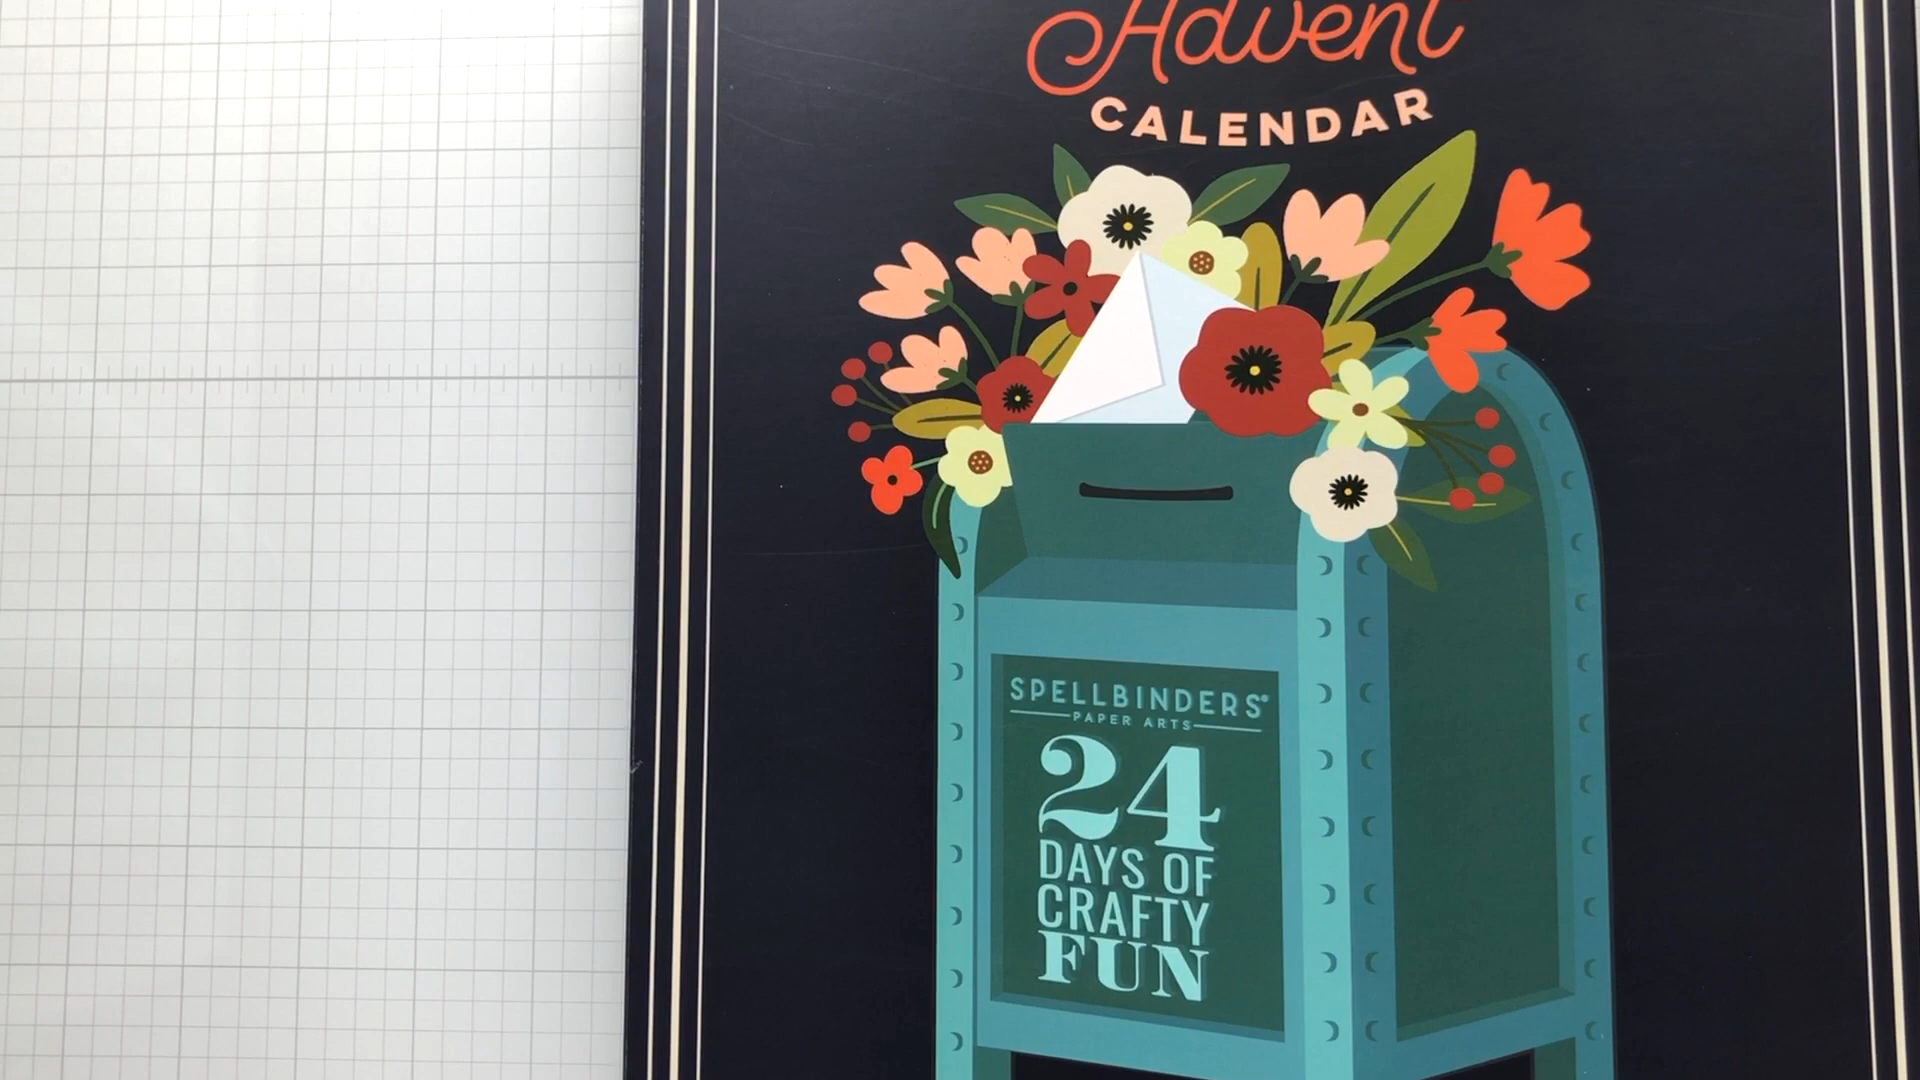 Advent
CALENDAR
SPELLBINDERS®
PAPER ARTS
24
DAYS OF
CRAFTY
FUN